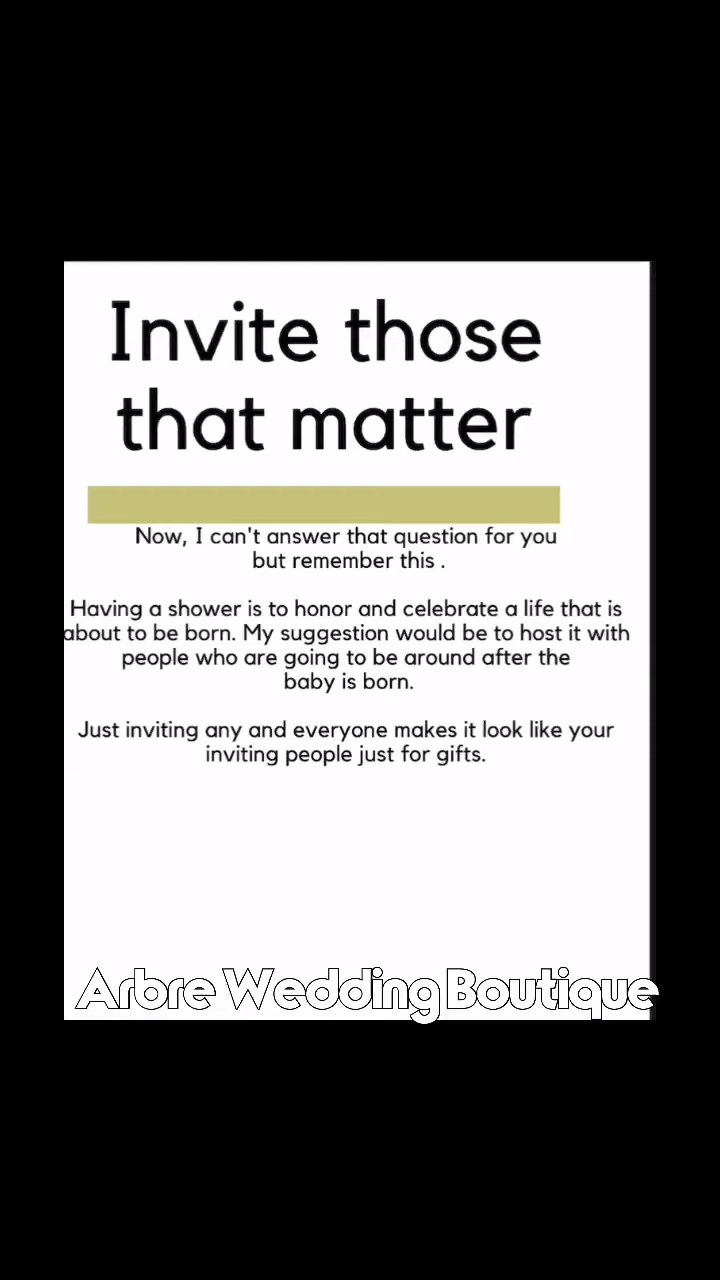 Invite those
that matter
Now, I can't answer that question for you
but remember this .
Having a shower is to honor and celebrate a life that is
about to be born. My suggestion would be to host it with
people who are going to be around after the
baby is born.
Just inviting any and everyone makes it look like your
inviting people just for gifts.
Arbre Wedding Boutique